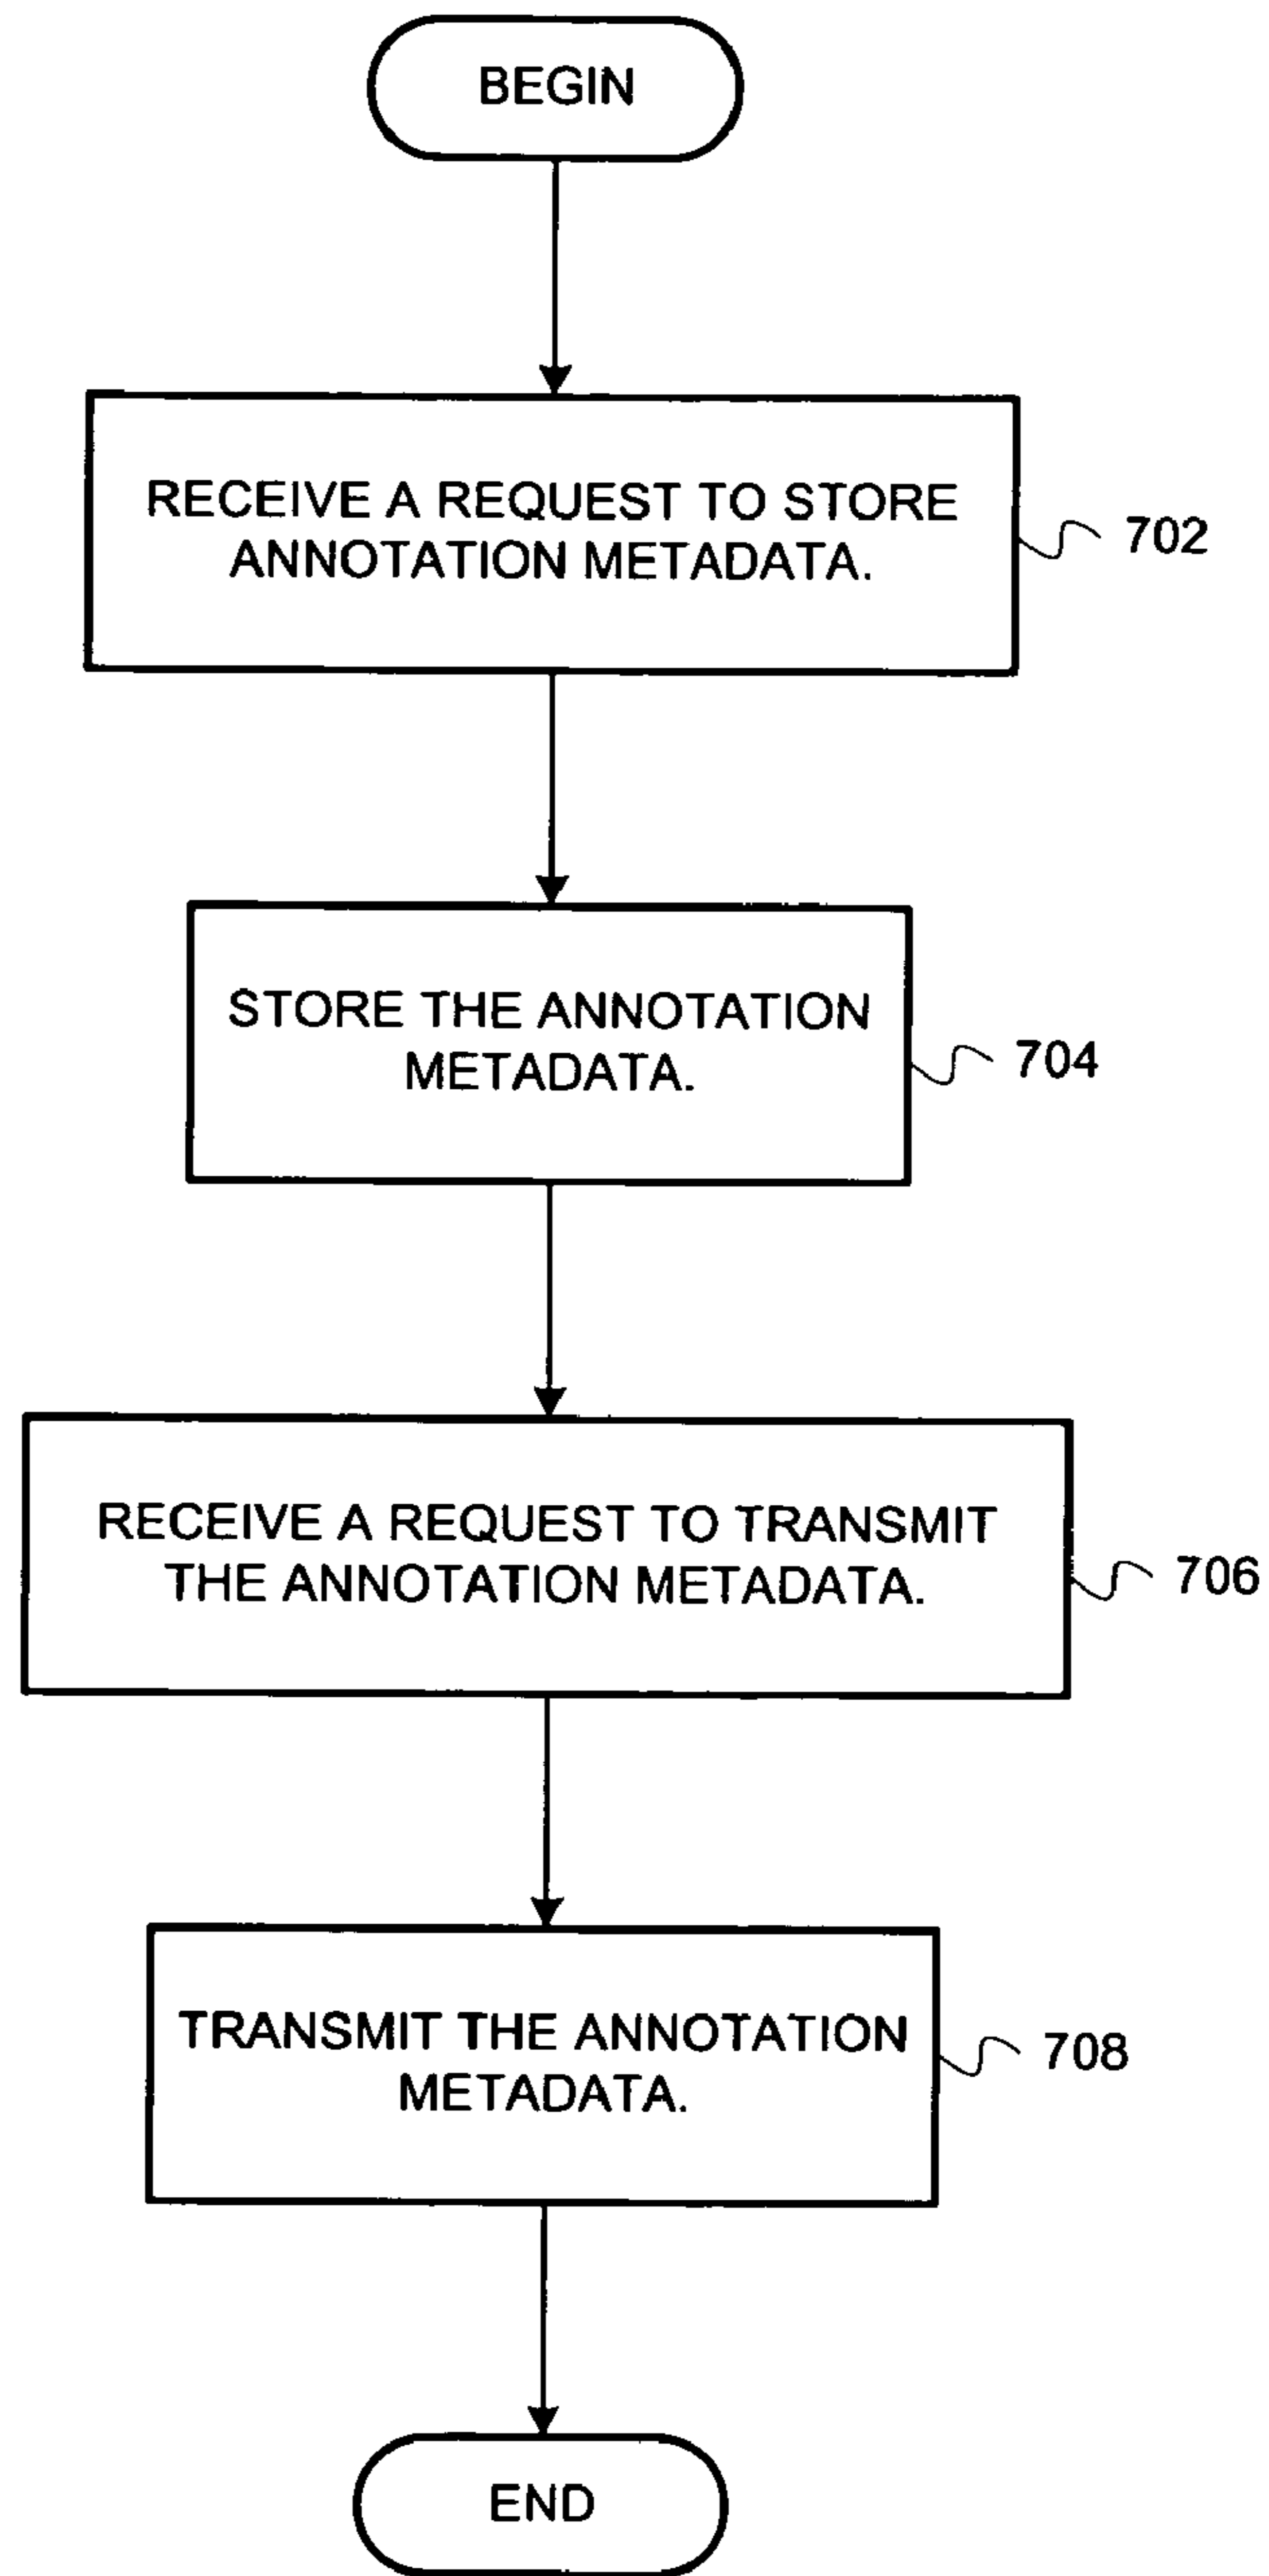 BEGIN
RECEIVE A REQUEST TO STORE
ANNOTATION METADATA.
702
STORE THE ANNOTATION
METADATA.
704
RECEIVE A REQUEST TO TRANSMIT
THE ANNOTATION METADATA.
706
TRANSMIT THE ANNOTATION
METADATA.
708
END